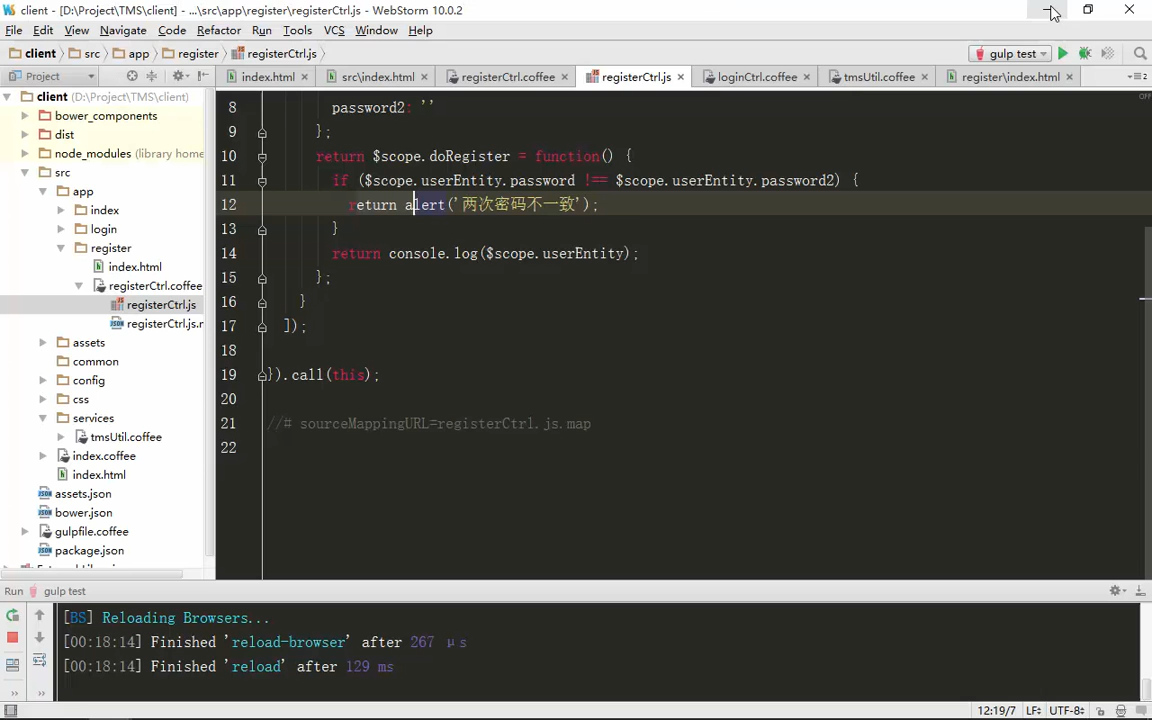 client - [D:\Project\TMS\client] - ...\src\app\register\registerCtrl.js - WebStorm 10.0.2
File Edit View Navigate Code Refactor Run Tools VCS Window Help
client src app register registerCtrl.js gulp test
Project index.html src\index.html registerCtrl.coffee registerCtrl.js loginCtrl.coffee tmsUtil.coffee register\index.html
client (D:\Project\TMS\client)
bower_components
dist
node_modules (library home
src
app
index
login
register
index.html
registerCtrl.coffee
registerCtrl.js
registerCtrl.js.r
assets
common
config
css
services
tmsUtil.coffee
index.coffee
index.html
assets.json
bower.json
gulpfile.coffee
package.json
8 password2: ''
9 };
10 return $scope.doRegister = function() {
11 if ($scope.userEntity.password !== $scope.userEntity.password2) {
12 return alert('两次密码不一致');
13 }
14 return console.log($scope.userEntity);
15 };
16 }
17 ]);
18
19 }).call(this);
20
21 //# sourceMappingURL=registerCtrl.js.map
22
OFF
Run gulp test
[BS] Reloading Browsers...
[00:18:14] Finished 'reload-browser' after 267 μs
[00:18:14] Finished 'reload' after 129 ms
12:19/7 LF÷ UTF-8÷